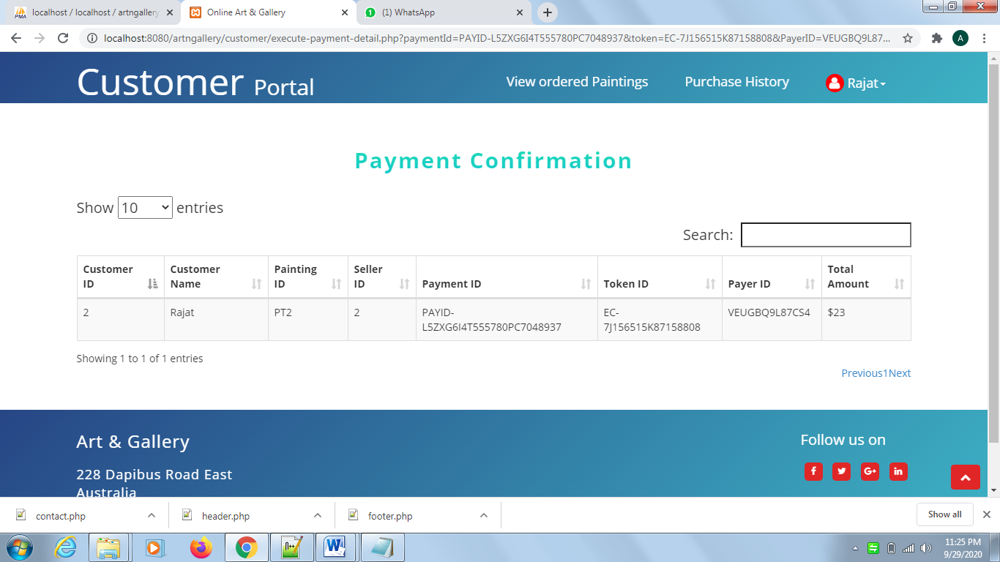 localhost / localhost / artngallery
Online Art & Gallery
(1) WhatsApp
localhost:8080/artngallery/customer/execute-payment-detail.php?paymentId=PAYID-L5ZXG6I4T555780PC7048937&token=EC-7J156515K87158808&PayerID=VEUGBQ9L87...
A
Customer Portal
View ordered Paintings
Purchase History
Rajat
Payment Confirmation
Show 10 entries
Search:
Customer ID
Customer Name
Painting ID
Seller ID
Payment ID
Token ID
Payer ID
Total Amount
2
Rajat
PT2
2
PAYID-
L5ZXG6I4T555780PC7048937
EC-
7J156515K87158808
VEUGBQ9L87CS4
$23
Showing 1 to 1 of 1 entries
Previous1Next
Art & Gallery
Follow us on
228 Dapibus Road East
Australia
contact.php
header.php
footer.php
Show all
11:25 PM
9/29/2020